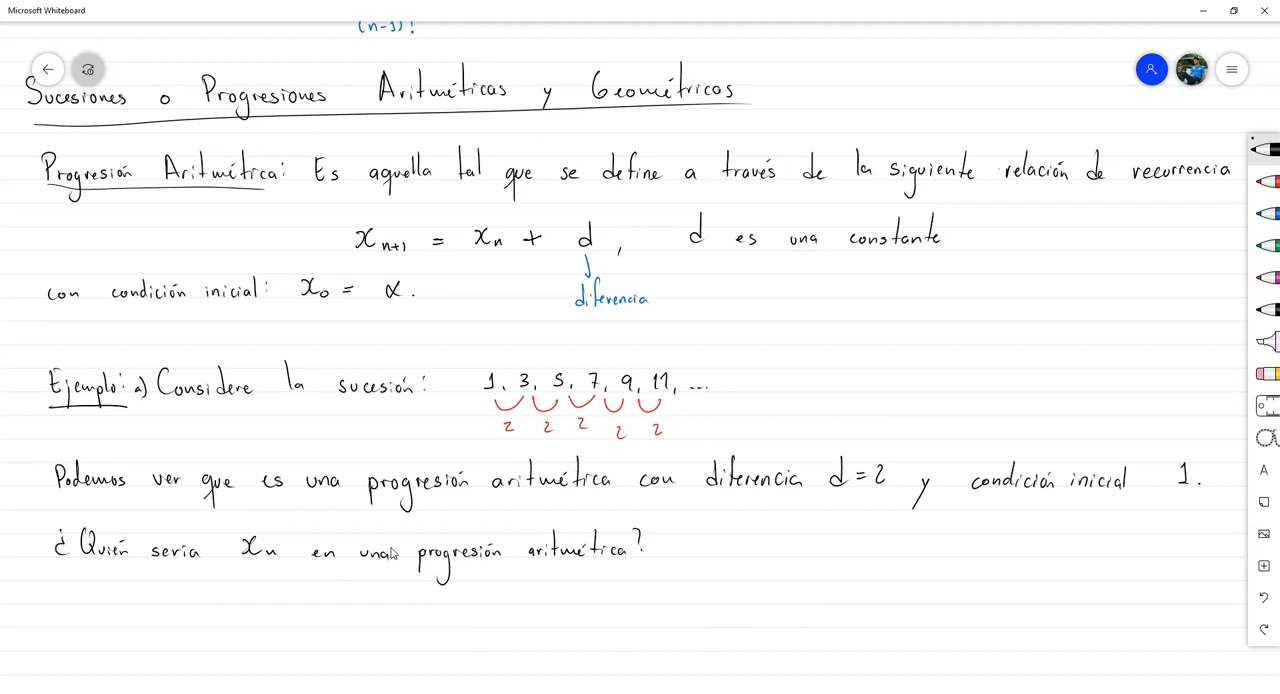 Microsoft Whiteboard
(n-1)!
Sucesiones o Progresiones Aritméticas y Geométricas
Progresión Aritmética: Es aquella tal que se define a través de la siguiente relación de recurrencia
x_{n+1} = x_n + d, d es una constante
con condición inicial: x_0 = α.
diferencia
Ejemplo: a) Considere la sucesión: 1, 3, 5, 7, 9, 11, ...
2 2 2 2 2
Podemos ver que es una progresión aritmética con diferencia d=2 y condición inicial 1.
¿Quién sería x_n en una progresión aritmética?
A